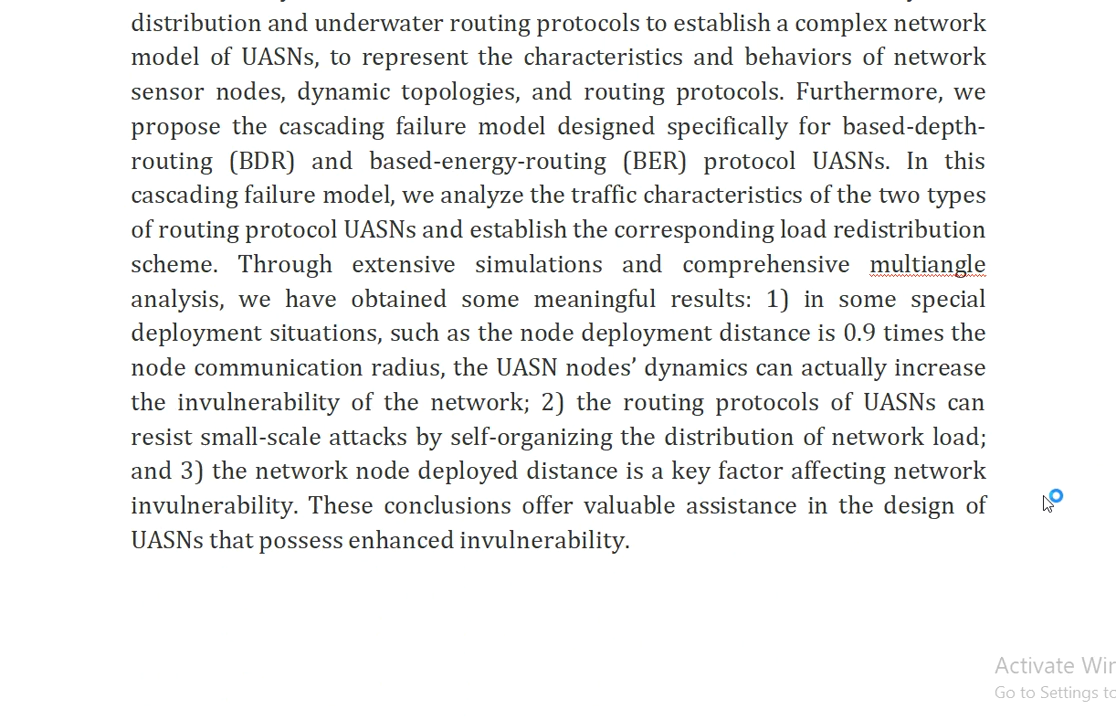 distribution and underwater routing protocols to establish a complex network
model of UASNs, to represent the characteristics and behaviors of network
sensor nodes, dynamic topologies, and routing protocols. Furthermore, we
propose the cascading failure model designed specifically for based-depth-
routing (BDR) and based-energy-routing (BER) protocol UASNs. In this
cascading failure model, we analyze the traffic characteristics of the two types
of routing protocol UASNs and establish the corresponding load redistribution
scheme. Through extensive simulations and comprehensive multiangle
analysis, we have obtained some meaningful results: 1) in some special
deployment situations, such as the node deployment distance is 0.9 times the
node communication radius, the UASN nodes’ dynamics can actually increase
the invulnerability of the network; 2) the routing protocols of UASNs can
resist small-scale attacks by self-organizing the distribution of network load;
and 3) the network node deployed distance is a key factor affecting network
invulnerability. These conclusions offer valuable assistance in the design of
UASNs that possess enhanced invulnerability.
Activate Wir
Go to Settings to